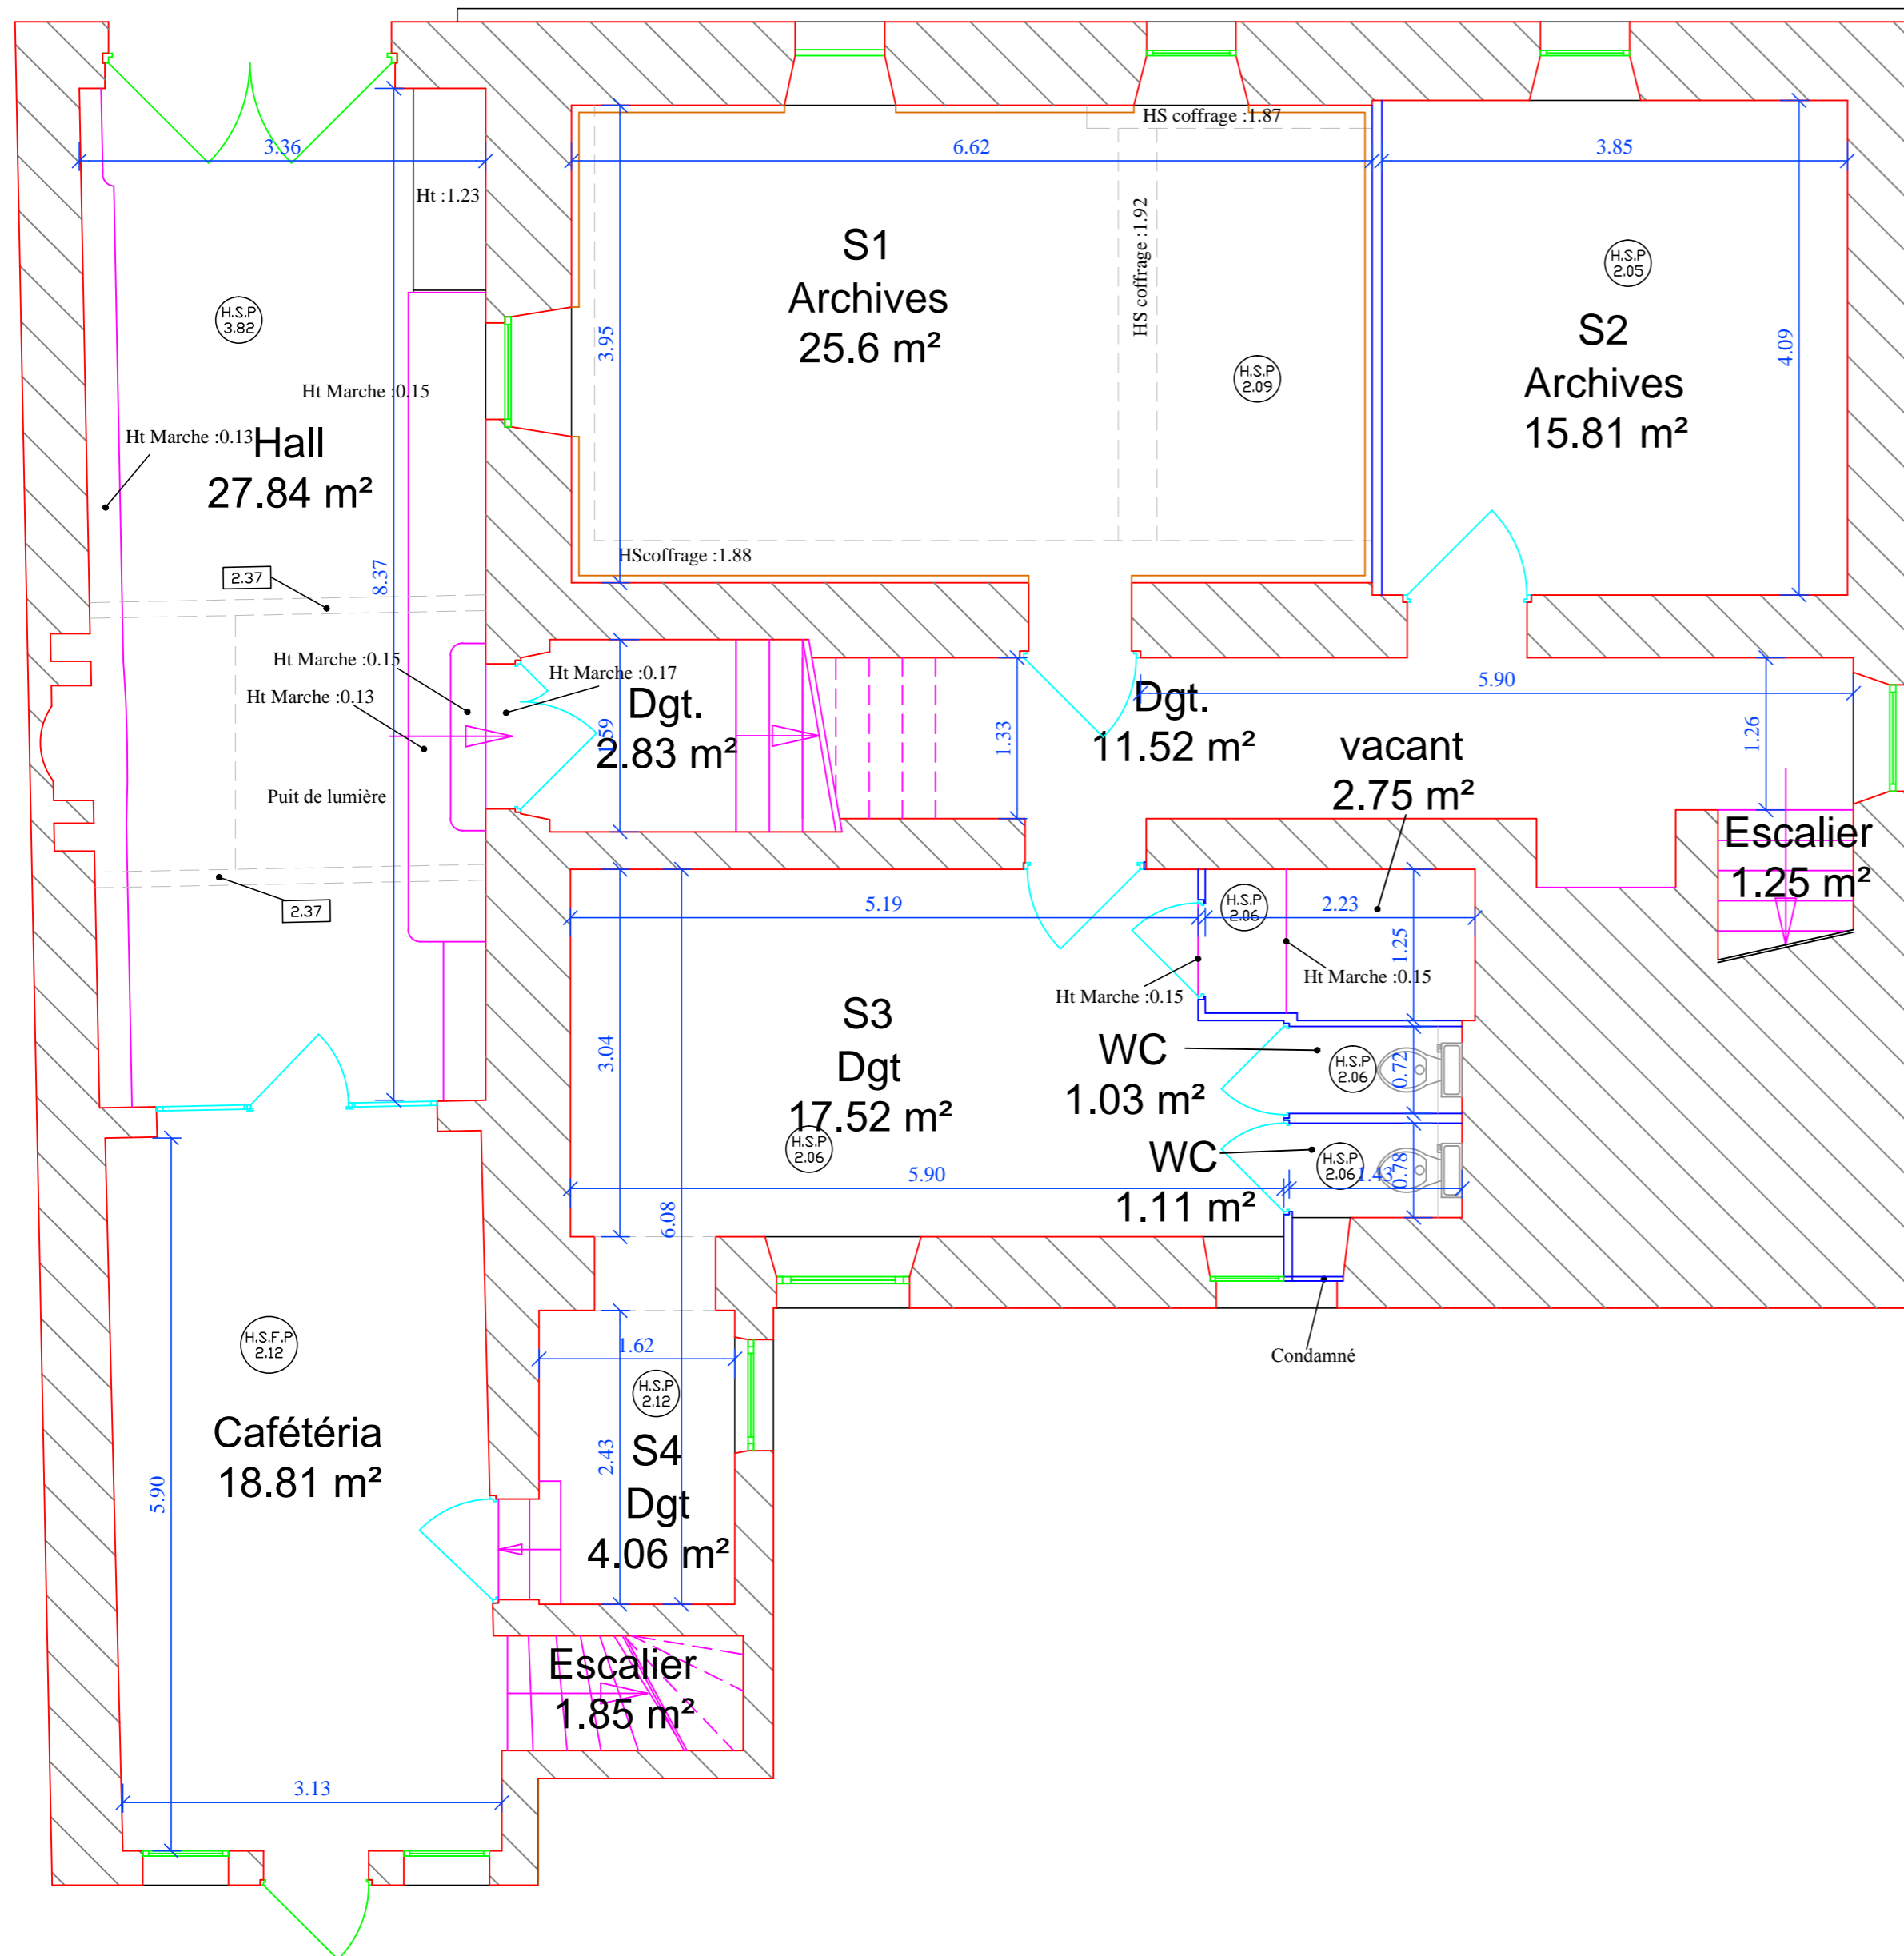 HS coffrage :1.87
3.36
6.62
3.85
Ht :1.23
HS coffrage :1.92
S1
Archives
25.6 m²
H.S.P
2.05
H.S.P
3.82
S2
Archives
15.81 m²
3.95
4.09
H.S.P
2.09
Ht Marche :0.15
Ht Marche :0.13
Hall
27.84 m²
HScoffrage :1.88
2.37
8.37
Ht Marche :0.15
Ht Marche :0.17
Ht Marche :0.13
Dgt.
2.83 m²
1.59
1.33
Dgt.
11.52 m²
5.90
1.26
vacant
2.75 m²
Puit de lumière
Escalier
1.25 m²
2.37
5.19
H.S.P
2.06
2.23
1.25
Ht Marche :0.15
Ht Marche :0.15
S3
Dgt
17.52 m²
3.04
WC
1.03 m²
H.S.P
2.06
0.72
H.S.P
2.06
WC
1.11 m²
H.S.P
2.06
1.43
0.78
5.90
6.08
Condamné
H.S.F.P
2.12
1.62
H.S.P
2.12
Cafétéria
18.81 m²
2.43
S4
Dgt
4.06 m²
5.90
Escalier
1.85 m²
3.13